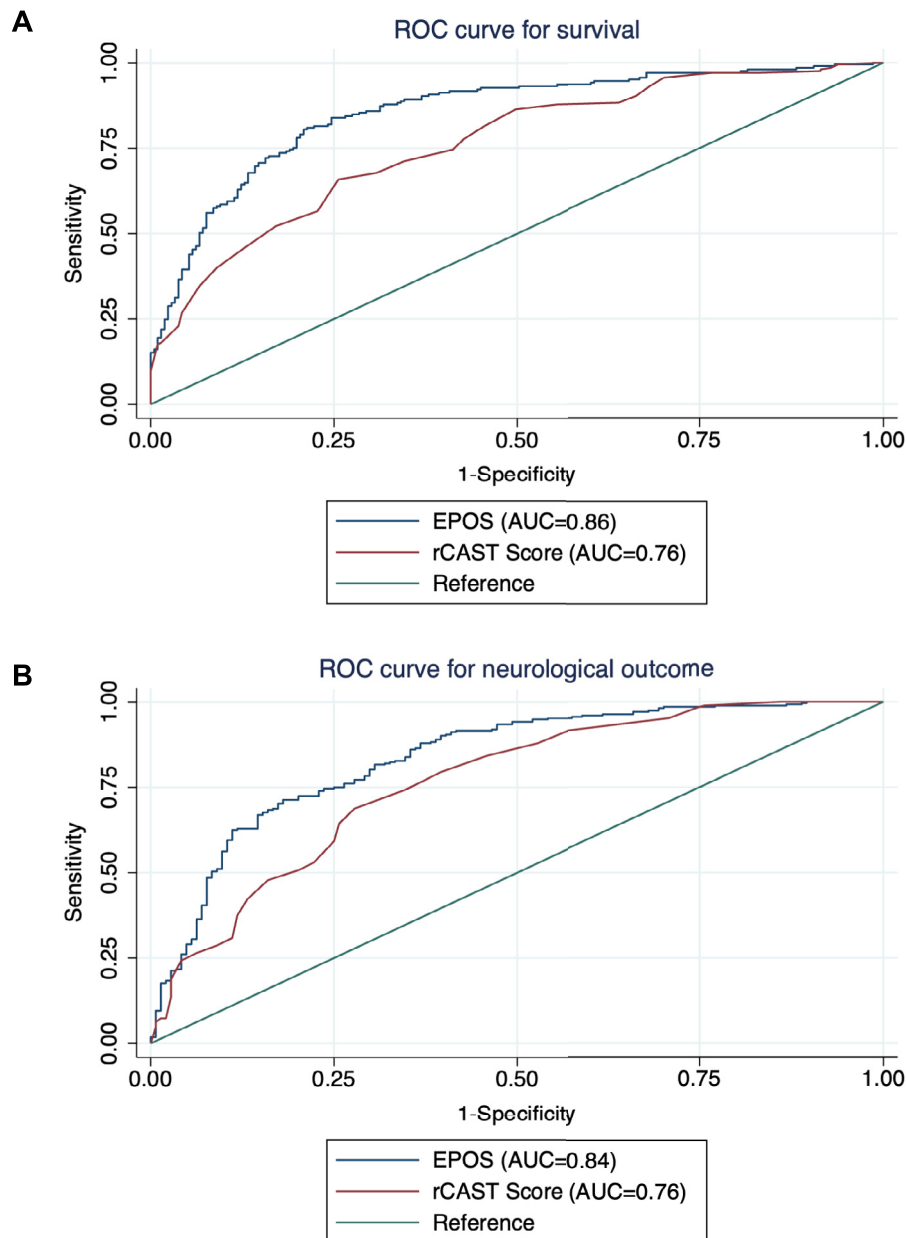 A
ROC curve for survival
1.00
0.75
0.50
0.25
0.00
Sensitivity
0.00 0.25 0.50 0.75 1.00
1-Specificity
EPOS (AUC=0.86)
rCAST Score (AUC=0.76)
Reference
B
ROC curve for neurological outcome
1.00
0.75
0.50
0.25
0.00
Sensitivity
0.00 0.25 0.50 0.75 1.00
1-Specificity
EPOS (AUC=0.84)
rCAST Score (AUC=0.76)
Reference